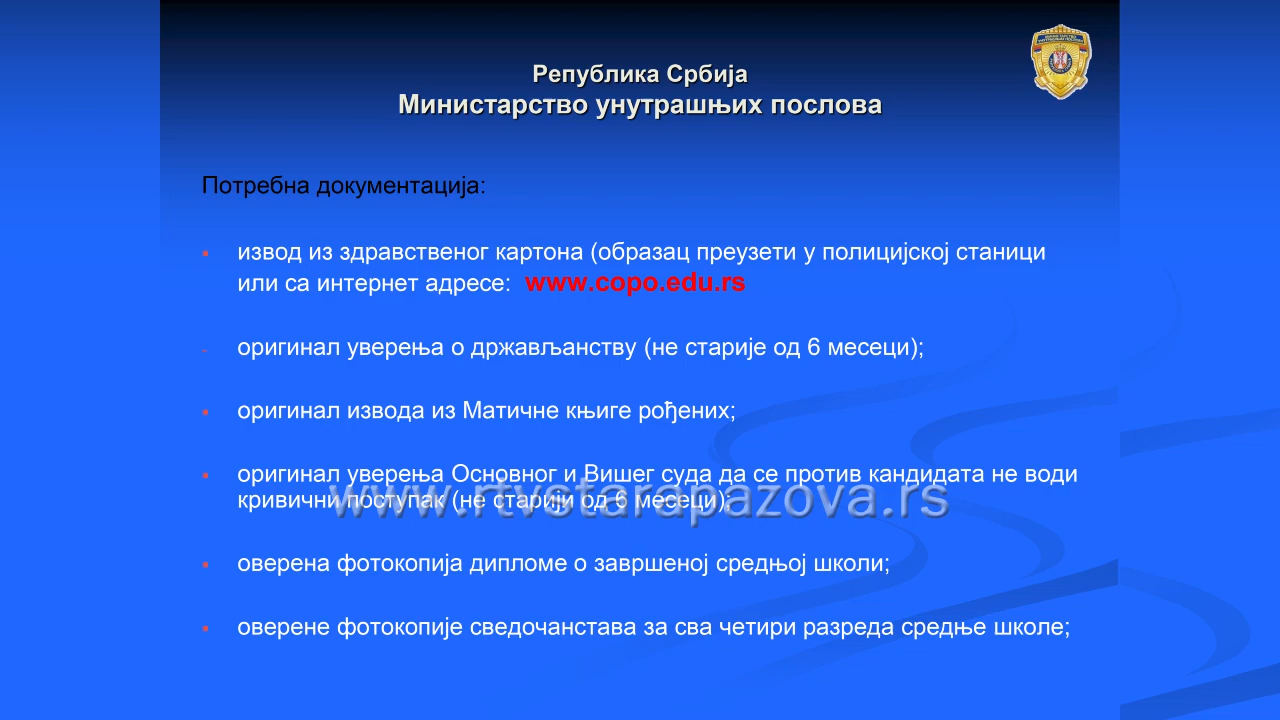 Република Србија
Министарство унутрашњих послова
Потребна документација:
▪ извод из здравственог картона (образац преузети у полицијској станици
или са интернет адресе: www.copo.edu.rs
- оригинал уверења о држављанству (не старије од 6 месеци);
▪ оригинал извода из Матичне књиге рођених;
▪ оригинал уверења Основног и Вишег суда да се против кандидата не води
кривични поступак (не старији од 6 месеци);
www.rtvstarapazova.rs
▪ оверена фотокопија дипломе о завршеној средњој школи;
▪ оверене фотокопије сведочанстава за сва четири разреда средње школе;